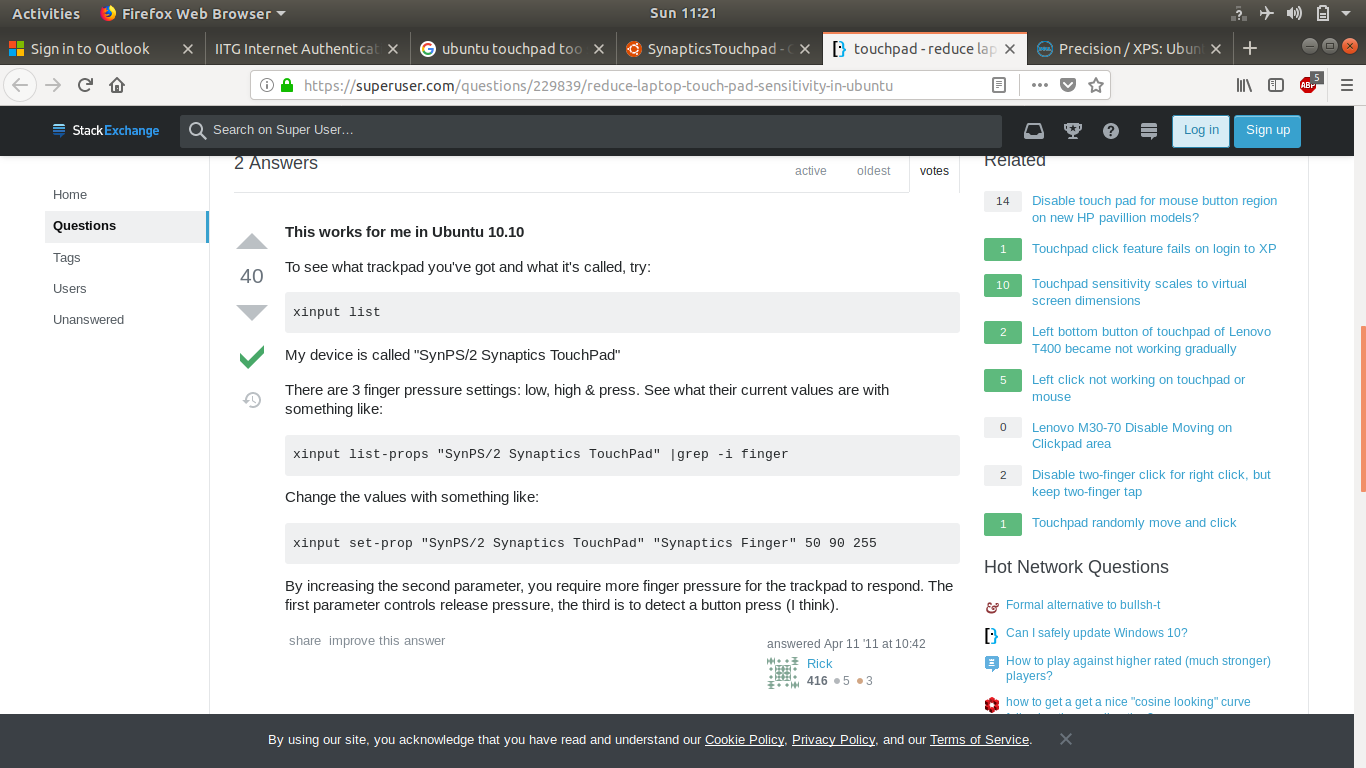 Activities
Firefox Web Browser
Sun 11:21
Sign in to Outlook
IITG Internet Authenticat
ubuntu touchpad too
SynapticsTouchpad - C
touchpad - reduce lap
Precision / XPS: Ubun
https://superuser.com/questions/229839/reduce-laptop-touch-pad-sensitivity-in-ubuntu
ABP
5
StackExchange
Search on Super User…
Log in
Sign up
Home
Questions
Tags
Users
Unanswered
2 Answers
active
oldest
votes
40
This works for me in Ubuntu 10.10
To see what trackpad you've got and what it's called, try:
xinput list
My device is called "SynPS/2 Synaptics TouchPad"
There are 3 finger pressure settings: low, high & press. See what their current values are with
something like:
xinput list-props "SynPS/2 Synaptics TouchPad" |grep -i finger
Change the values with something like:
xinput set-prop "SynPS/2 Synaptics TouchPad" "Synaptics Finger" 50 90 255
By increasing the second parameter, you require more finger pressure for the trackpad to respond. The
first parameter controls release pressure, the third is to detect a button press (I think).
share improve this answer
answered Apr 11 '11 at 10:42
Rick
416 5 3
Related
14 Disable touch pad for mouse button region
on new HP pavillion models?
1 Touchpad click feature fails on login to XP
10 Touchpad sensitivity scales to virtual
screen dimensions
2 Left bottom button of touchpad of Lenovo
T400 became not working gradually
5 Left click not working on touchpad or
mouse
0 Lenovo M30-70 Disable Moving on
Clickpad area
2 Disable two-finger click for right click, but
keep two-finger tap
1 Touchpad randomly move and click
Hot Network Questions
Formal alternative to bullsh-t
Can I safely update Windows 10?
How to play against higher rated (much stronger)
players?
how to get a get a nice "cosine looking" curve
By using our site, you acknowledge that you have read and understand our Cookie Policy, Privacy Policy, and our Terms of Service.